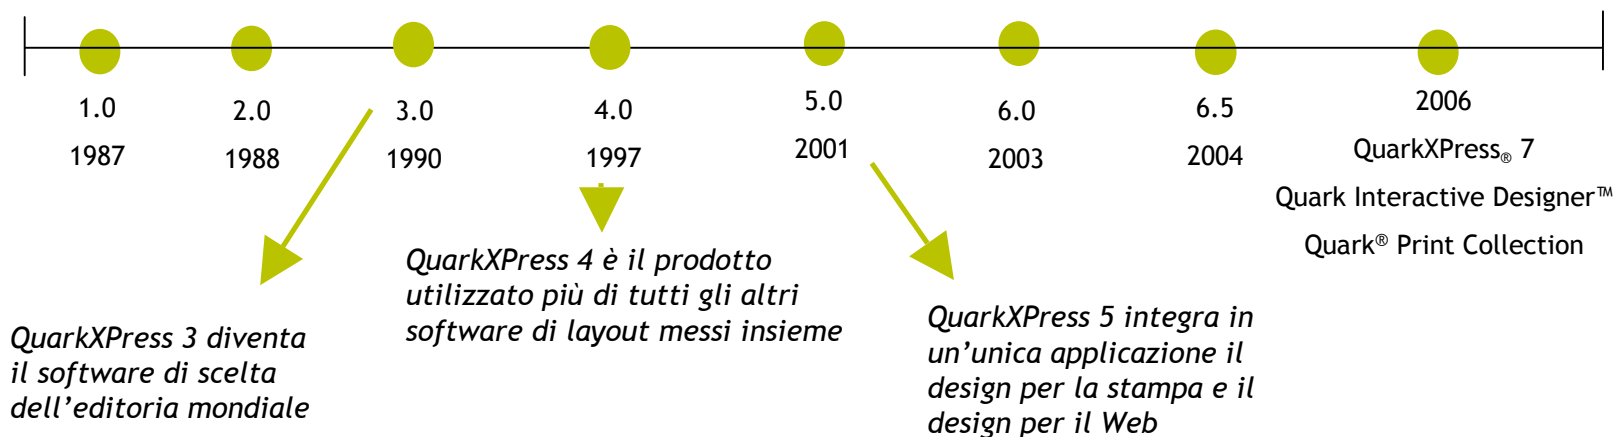 1.0
1987
2.0
1988
3.0
1990
4.0
1997
5.0
2001
6.0
2003
6.5
2004
2006
QuarkXPress® 7
Quark Interactive Designer™
Quark® Print Collection
QuarkXPress 3 diventa
il software di scelta
dell’editoria mondiale
QuarkXPress 4 è il prodotto
utilizzato più di tutti gli altri
software di layout messi insieme
QuarkXPress 5 integra in
un’unica applicazione il
design per la stampa e il
design per il Web